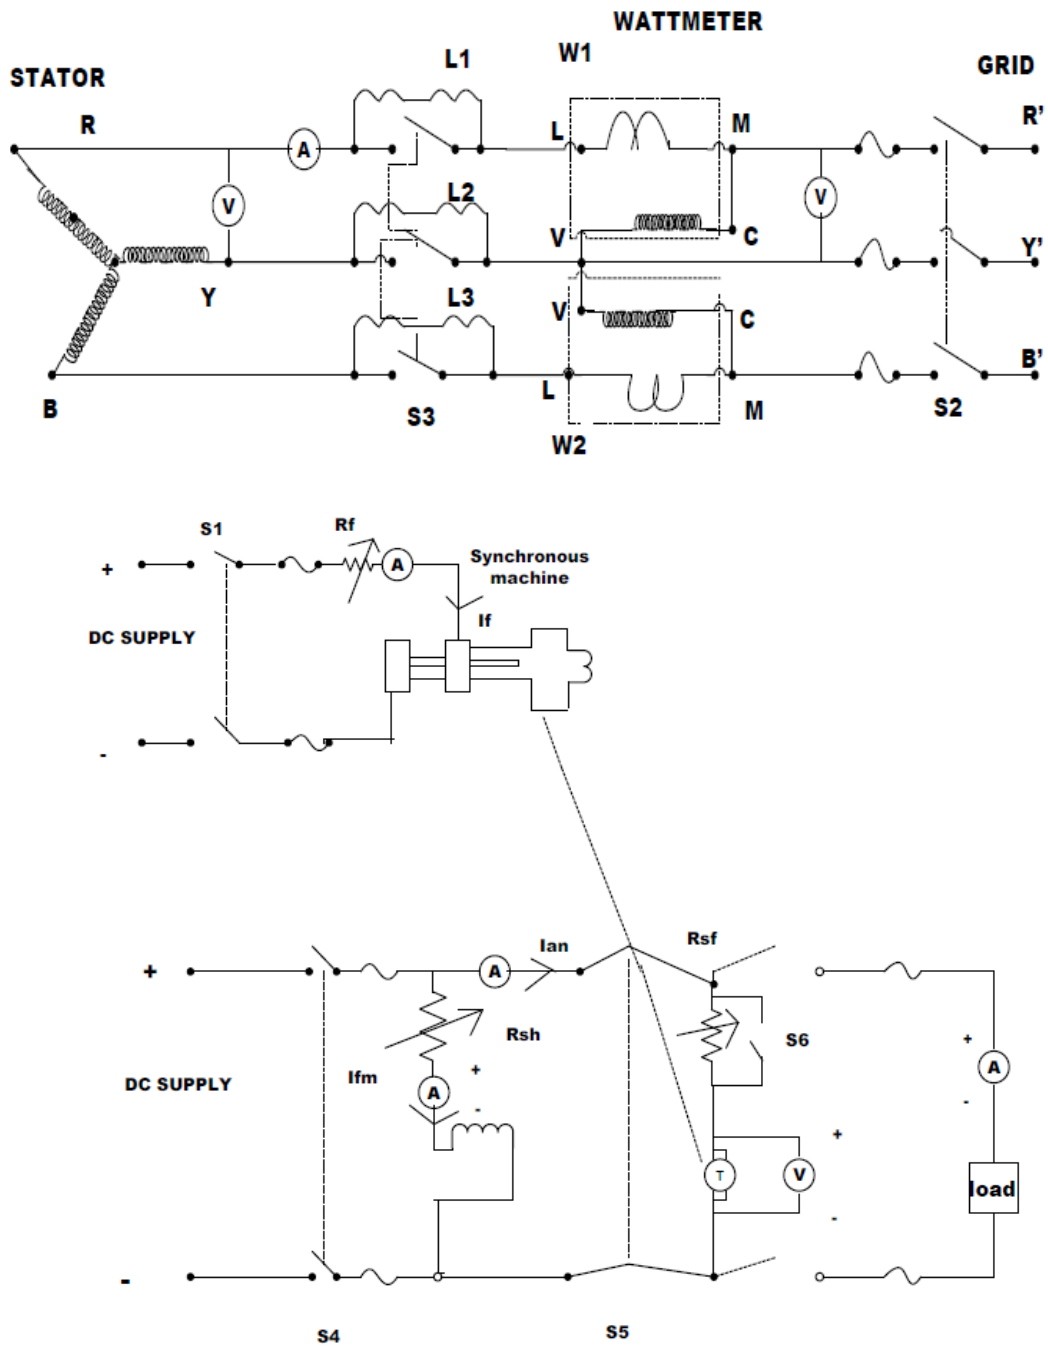 WATTMETER
L1
W1
STATOR
GRID
R
R'
A
L
M
V
V
L2
V
C
Y
Y'
L3
V
C
B
L
M
B'
S3
S2
W2
S1
Rf
+
A
Synchronous
machine
If
DC SUPPLY
-
Ian
Rsf
+
A
Rsh
S6
Ifm
+
+
DC SUPPLY
A
A
-
-
+
T
V
load
-
-
S4
S5